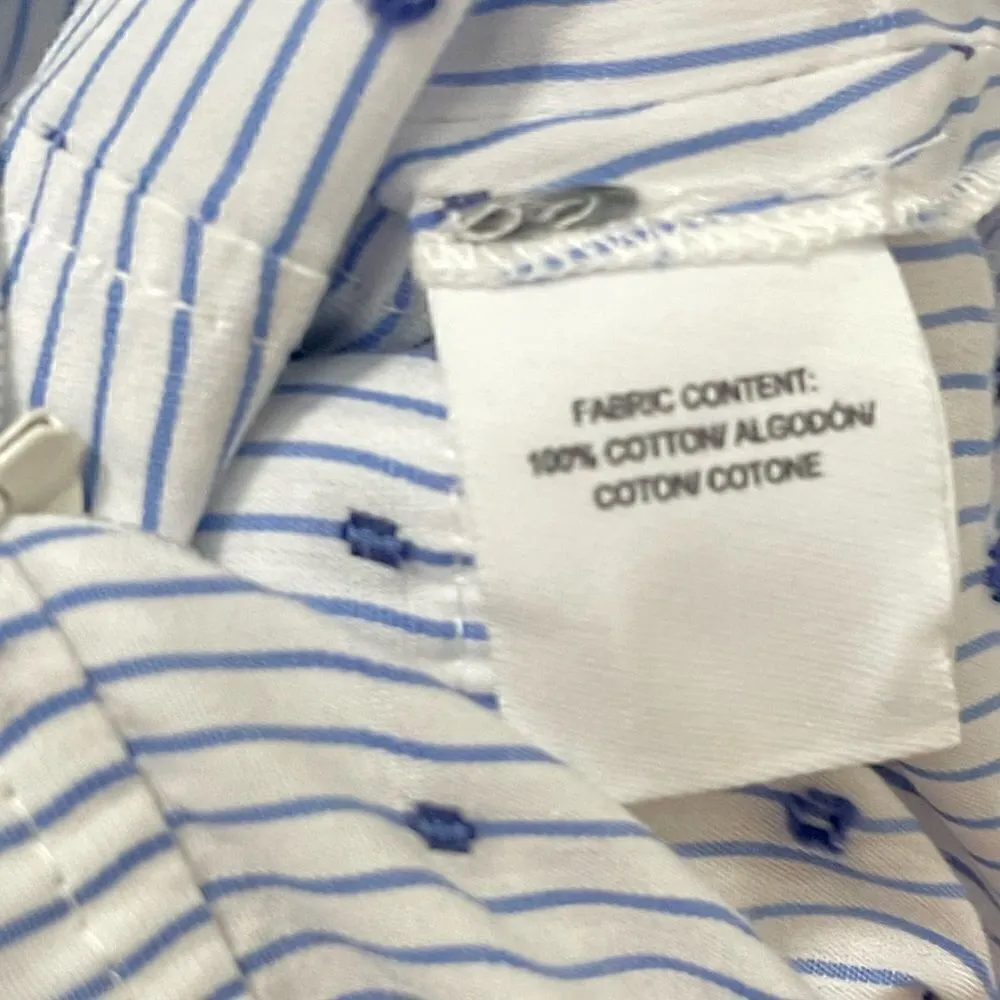 FABRIC CONTENT:
100% COTTON/ ALGODÓN/
COTON/ COTONE